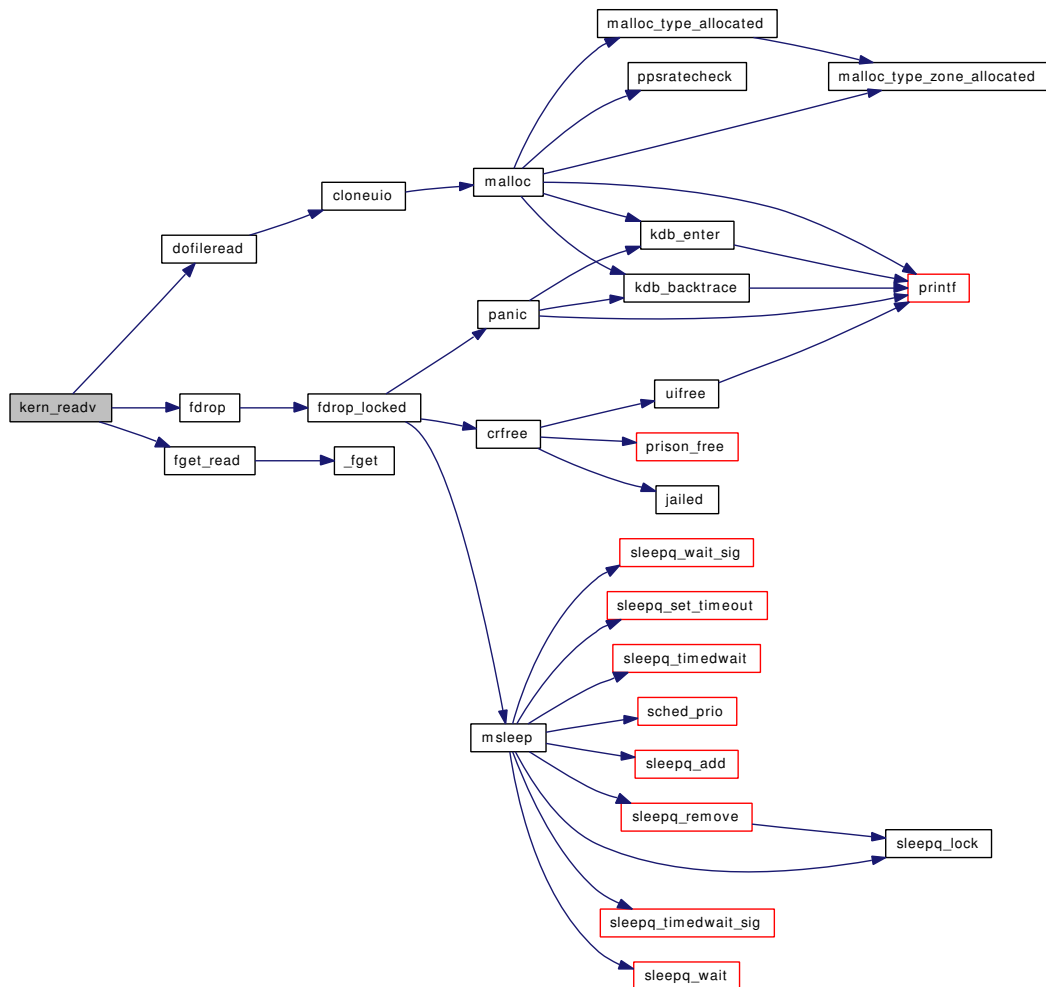 malloc_type_allocated
ppsratecheck
malloc_type_zone_allocated
malloc
cloneuio
kdb_enter
dofileread
kdb_backtrace
printf
panic
uifree
kern_readv
fdrop
fdrop_locked
crfree
prison_free
fget_read
_fget
jailed
sleepq_wait_sig
sleepq_set_timeout
sleepq_timedwait
sched_prio
msleep
sleepq_add
sleepq_remove
sleepq_lock
sleepq_timedwait_sig
sleepq_wait